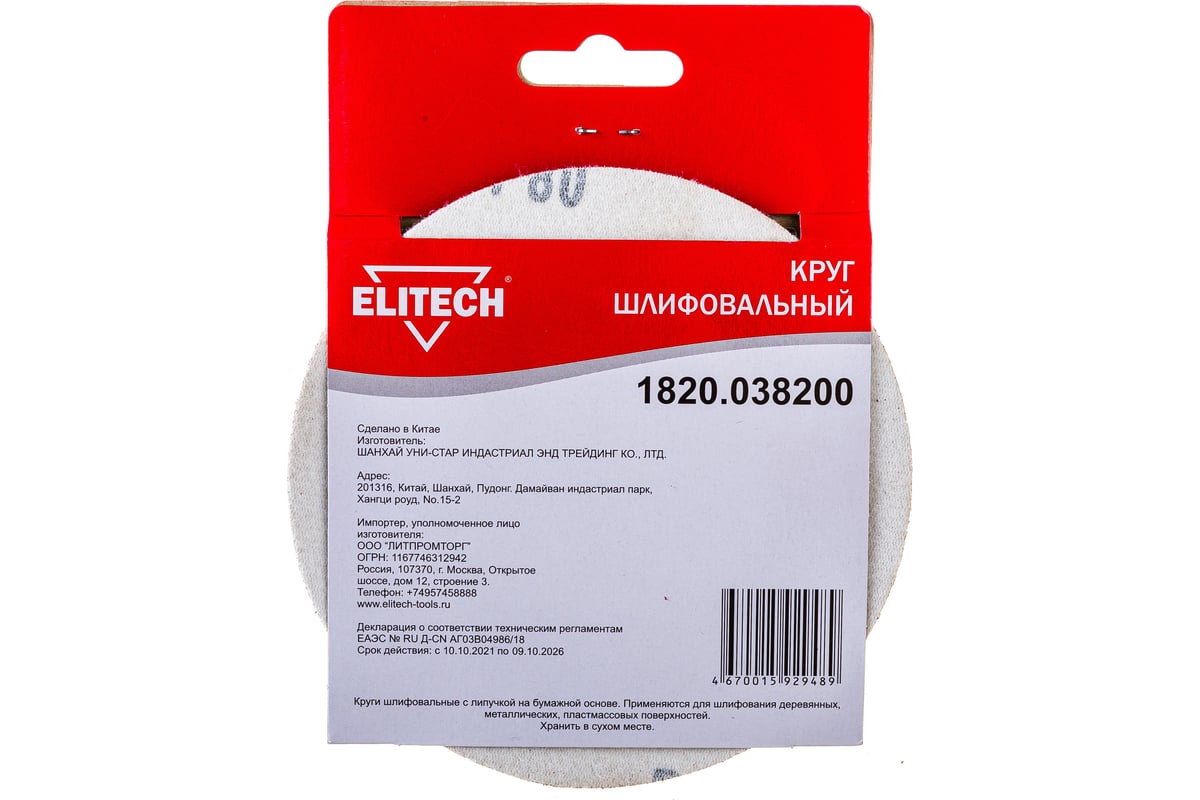 P80
ELITECH®
КРУГ
ШЛИФОВАЛЬНЫЙ
1820.038200
Сделано в Китае
Изготовитель:
ШАНХАЙ УНИ-СТАР ИНДАСТРИАЛ ЭНД ТРЕЙДИНГ КО., ЛТД.
Адрес:
201316, Китай, Шанхай, Пудонг. Дамайван индастриал парк,
Хангци роуд, No.15-2
Импортер, уполномоченное лицо
изготовителя:
ООО "ЛИТПРОМТОРГ"
ОГРН: 1167746312942
Россия, 107370, г. Москва, Открытое
шоссе, дом 12, строение 3.
Телефон: +74957458888
www.elitech-tools.ru
Декларация о соответствии техническим регламентам
ЕАЭС № RU Д-CN АГ03В04986/18
Срок действия: с 10.10.2021 по 09.10.2026
4 670015 929489
Круги шлифовальные с липучкой на бумажной основе. Применяются для шлифования деревянных,
металлических, пластмассовых поверхностей.
Хранить в сухом месте.